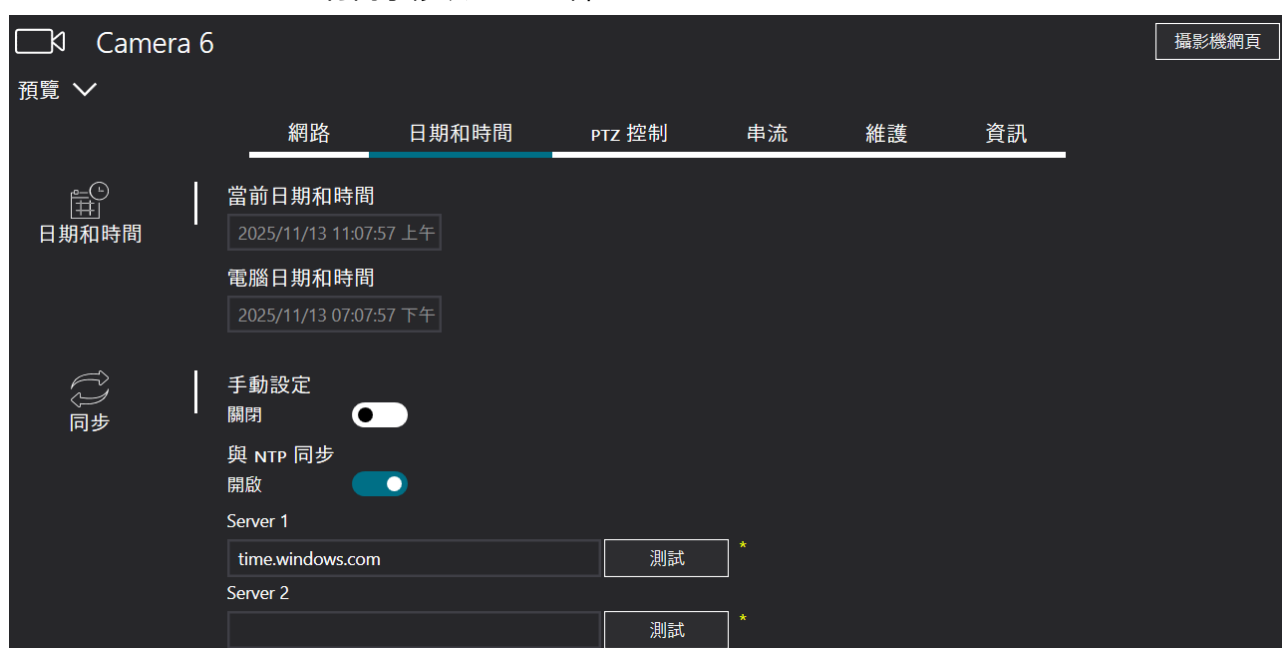 Camera 6
攝影機網頁
預覽
網路 日期和時間 PTZ 控制 串流 維護 資訊
日期和時間
當前日期和時間
2025/11/13 11:07:57 上午
電腦日期和時間
2025/11/13 07:07:57 下午
同步
手動設定
關閉
與 NTP 同步
開啟
Server 1
time.windows.com 測試 *
Server 2
測試 *